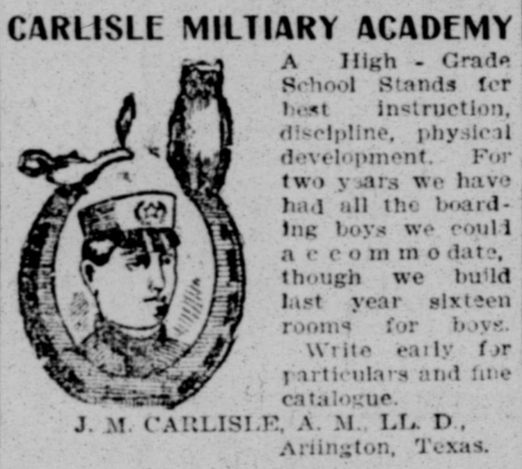 CARLISLE MILTIARY ACADEMY
A High - Grade
School Stands for
best instruction,
discipline, physical
development. For
two years we have
had all the board-
ing boys we could
accommodate,
though we build
last year sixteen
rooms for boys.
Write early for
particulars and fine
catalogue.
J. M. CARLISLE, A. M., LL. D.,
Arlington, Texas.